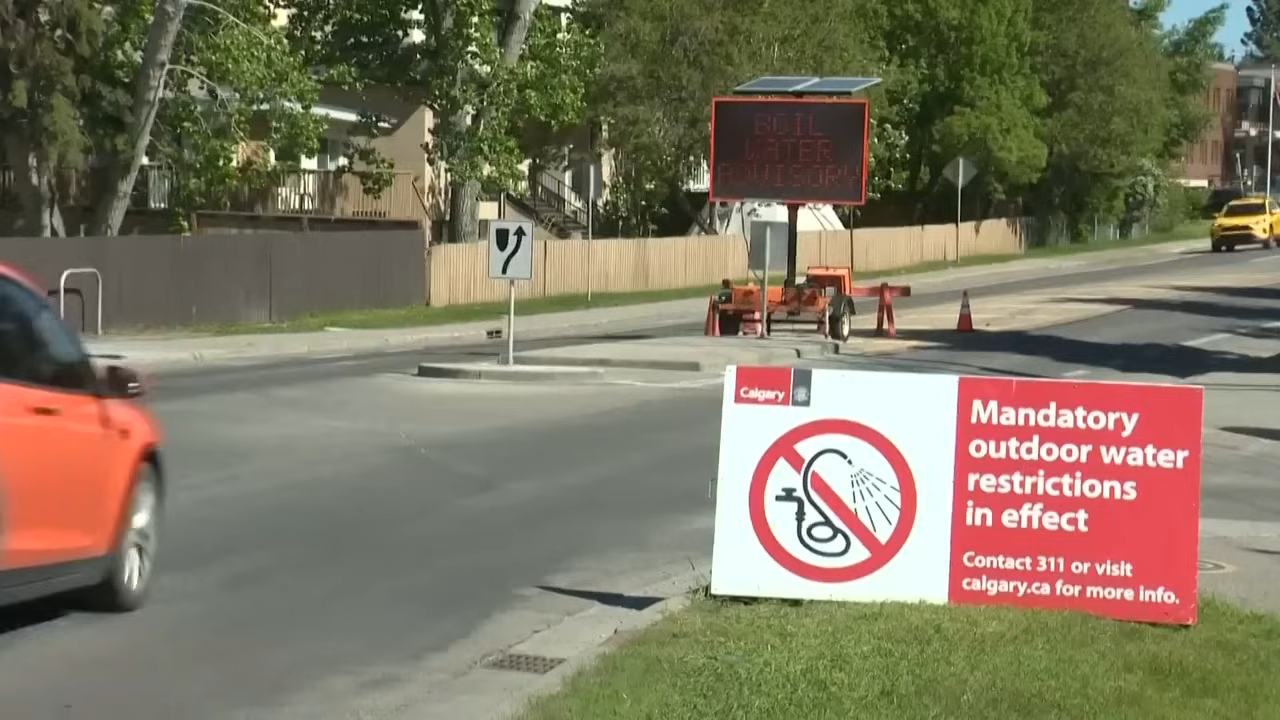 BOIL
WATER
ADVISORY
Calgary
Mandatory
outdoor water
restrictions
in effect
Contact 311 or visit
calgary.ca for more info.